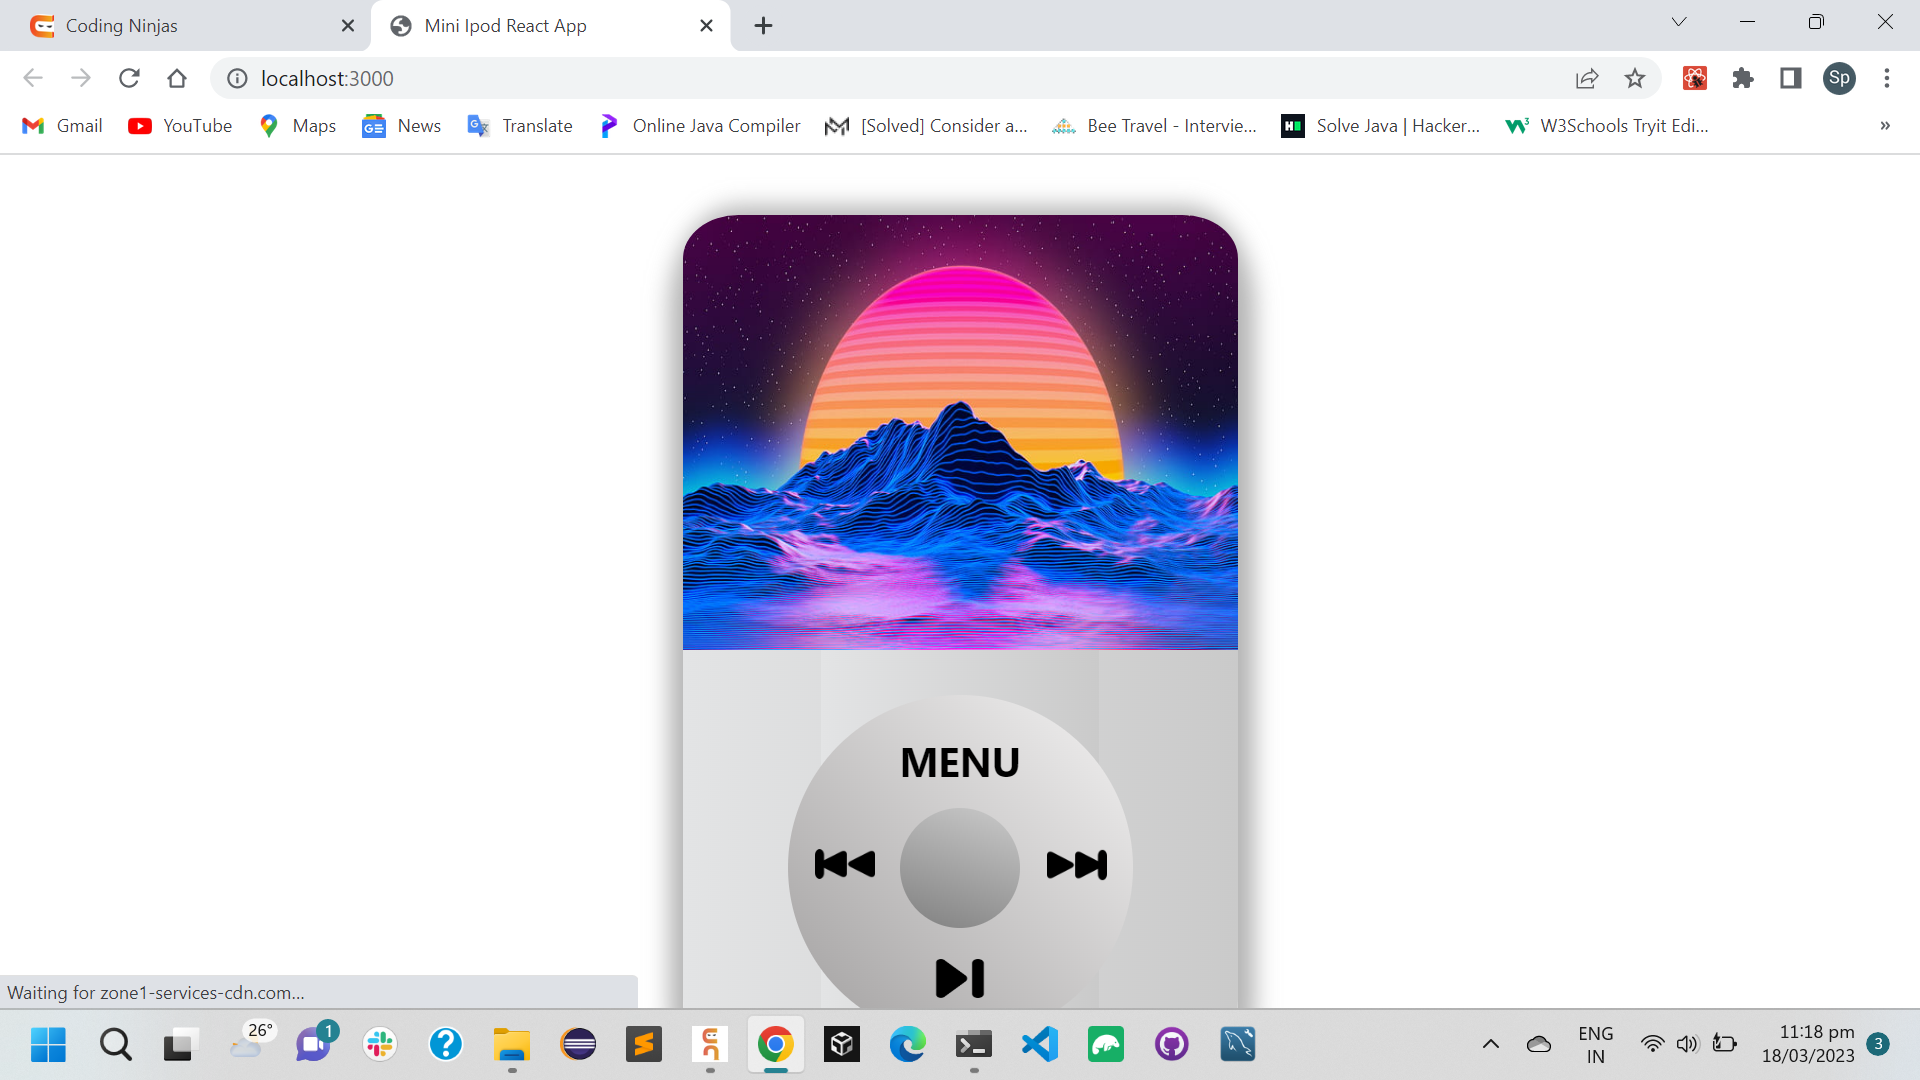 Coding Ninjas
Mini Ipod React App
localhost:3000
Sp
Gmail
YouTube
Maps
News
Translate
Online Java Compiler
[Solved] Consider a...
Bee Travel - Intervie...
Solve Java | Hacker...
W3Schools Tryit Edi...
»
MENU
Waiting for zone1-services-cdn.com...
26°
1
ENG
IN
11:18 pm
18/03/2023
3